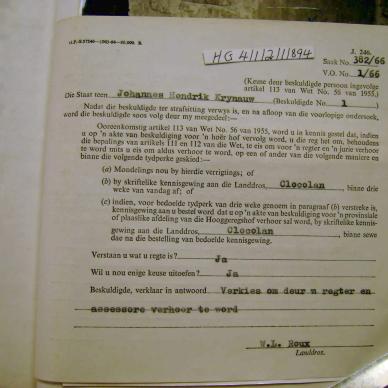 G.P.-S.57246—1965-66—20,000. S.
HG 4/1/2/1/894
J. 246.
Saak No. 382/66
V.O. No. 1/66
(Keuse deur beskuldigde persoon ingevolge
artikel 113 van Wet No. 56 van 1955.)
Die Staat teen Johannes Hendrik Krynauw
(Beskuldigde No. 1)
Nadat die beskuldigde ter strafsitting verwys is, en na afloop van die voorlopige ondersoek,
word die beskuldigde soos volg deur my meegedeel:—
Ooreenkomstig artikel 113 van Wet No. 56 van 1955, word u in kennis gestel dat, indien
u op 'n akte van beskuldiging voor 'n hoër hof vervolg word, u die reg het om, behoudens
die bepalings van artikels 111 en 112 van die Wet, te eis om voor 'n regter en 'n jurie verhoor
te word mits u eis om aldus verhoor te word, op een of ander van die volgende maniere en
binne die volgende tydperke geskied:—
(a) Mondelings nou by hierdie verrigtings; of
(b) by skriftelike kennisgewing aan die Landdros, Clocolan, binne drie
weke van vandag af; of
(c) indien, voor bedoelde tydperk van drie weke genoem in paragraaf (b) verstreke is,
kennisgewing aan u bestel word dat u op 'n akte van beskuldiging voor 'n provinsiale
of plaaslike afdeling van die Hooggeregshof verhoor sal word, by skriftelike kennis-
gewing aan die Landdros, Clocolan, binne sewe
dae na die bestelling van bedoelde kennisgewing.
Verstaan u wat u regte is? Ja
Wil u nou enige keuse uitoefen? Ja
Beskuldigde, verklaar in antwoord. Verkies om deur 'n regter en
assessore verhoor te word
W.L. Roux
Landdros.